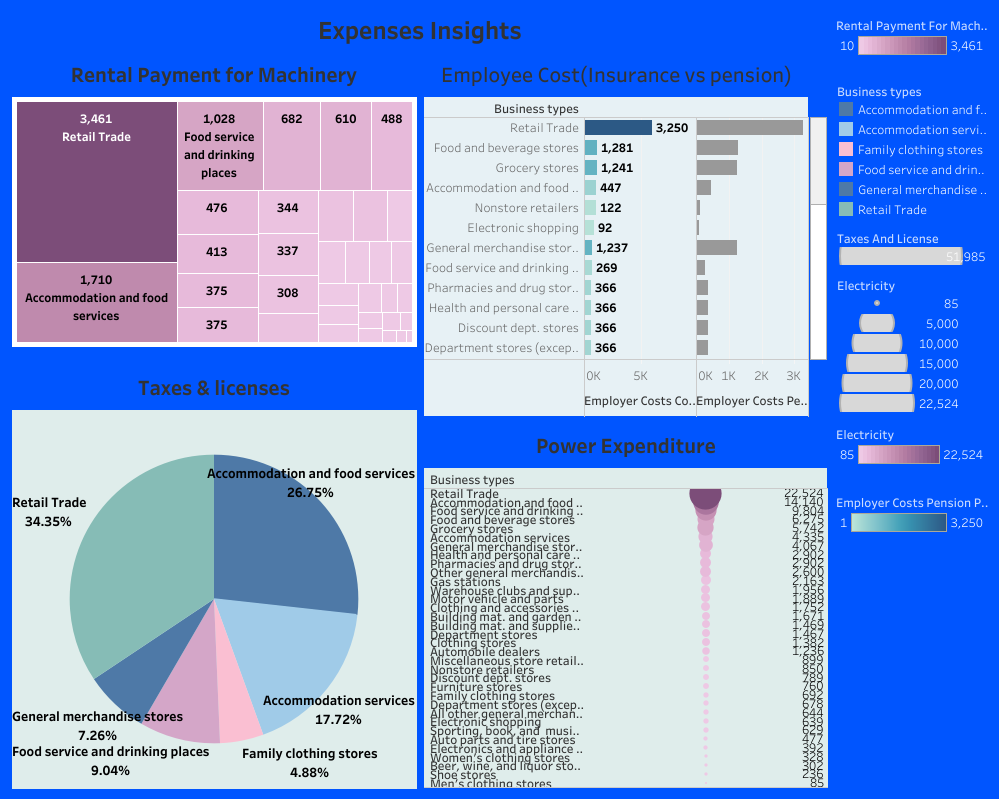 Expenses Insights
Rental Payment for Machinery
3,461
Retail Trade
1,710
Accommodation and food
services
1,028
Food service
and drinking
places
682
610
488
476
344
413
337
375
308
375
Employee Cost(Insurance vs pension)
Business types
Retail Trade 3,250
Food and beverage stores 1,281
Grocery stores 1,241
Accommodation and food .. 447
Nonstore retailers 122
Electronic shopping 92
General merchandise stor.. 1,237
Food service and drinking .. 269
Pharmacies and drug stor.. 366
Health and personal care .. 366
Discount dept. stores 366
Department stores (excep.. 366
0K 5K 0K 1K 2K 3K
Employer Costs Co.. Employer Costs Pe..
Taxes & licenses
Accommodation and food services
26.75%
Retail Trade
34.35%
Accommodation services
17.72%
General merchandise stores
7.26%
Food service and drinking places
9.04%
Family clothing stores
4.88%
Power Expenditure
Business types
Retail Trade 22,524
Accommodation and food .. 14,140
Food service and drinking .. 9,804
Food and beverage stores 6,275
Grocery stores 5,742
Accommodation services 4,335
General merchandise stor.. 4,067
Health and personal care .. 2,902
Pharmacies and drug stor.. 2,902
Other general merchandis.. 2,600
Gas stations 2,163
Warehouse clubs and sup.. 1,956
Motor vehicle and parts 1,889
Clothing and accessories .. 1,752
Building mat. and garden .. 1,671
Building mat. and supplie.. 1,469
Department stores 1,467
Clothing stores 1,382
Automobile dealers 1,236
Miscellaneous store retail.. 899
Nonstore retailers 850
Discount dept. stores 789
Furniture stores 760
Family clothing stores 692
Department stores (excep.. 678
All other general merchan.. 644
Electronic shopping 639
Sporting, book, and musi.. 629
Auto parts and tire stores 477
Electronics and appliance .. 392
Women's clothing stores 328
Beer, wine, and liquor sto.. 302
Shoe stores 236
Men's clothing stores 85
Rental Payment For Mach..
10 3,461
Business types
Accommodation and f..
Accommodation servi..
Family clothing stores
Food service and drin..
General merchandise ..
Retail Trade
Taxes And License
51,985
Electricity
85
5,000
10,000
15,000
20,000
22,524
Electricity
85 22,524
Employer Costs Pension P..
1 3,250